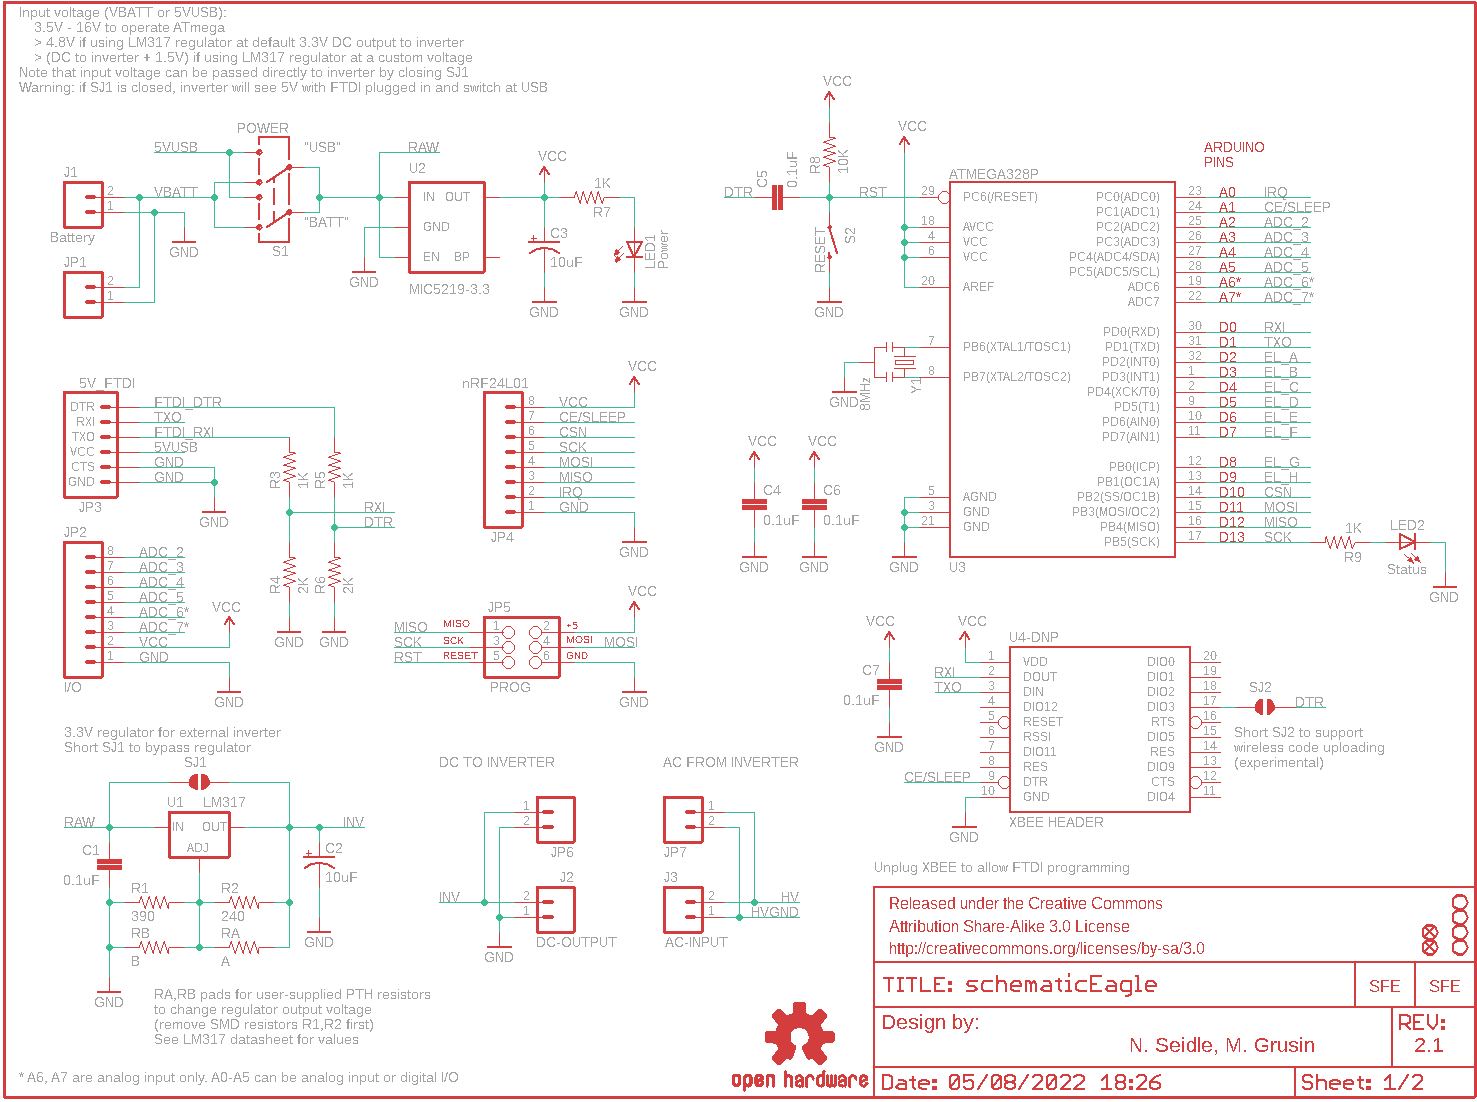 Input voltage (VBATT or 5VUSB):
3.5V - 16V to operate ATmega
> 4.8V if using LM317 regulator at default 3.3V DC output to inverter
> (DC to inverter + 1.5V) if using LM317 regulator at a custom voltage
Note that input voltage can be passed directly to inverter by closing SJ1
Warning: if SJ1 is closed, inverter will see 5V with FTDI plugged in and switch at USB
POWER
5VUSB
"USB"
RAW
J1
2
1
VBATT
Battery
GND
"BATT"
S1
JP1
2
1
U2
IN OUT
GND
EN BP
MIC5219-3.3
GND
VCC
1K
R7
C3
10uF
GND
LED1
Power
GND
VCC
R8
10K
C5
0.1uF
DTR
RST
RESET
S2
GND
VCC
ATMEGA328P
ARDUINO
PINS
29 PC6(/RESET)
18 AVCC
4 VCC
6 VCC
20 AREF
7 PB6(XTAL1/TOSC1)
8 PB7(XTAL2/TOSC2)
5 AGND
3 GND
21 GND
PC0(ADC0) 23 A0 IRQ
PC1(ADC1) 24 A1 CE/SLEEP
PC2(ADC2) 25 A2 ADC_2
PC3(ADC3) 26 A3 ADC_3
PC4(ADC4/SDA) 27 A4 ADC_4
PC5(ADC5/SCL) 28 A5 ADC_5
ADC6 19 A6* ADC_6*
ADC7 22 A7* ADC_7*
PD0(RXD) 30 D0 RXI
PD1(TXD) 31 D1 TXO
PD2(INT0) 32 D2 EL_A
PD3(INT1) 1 D3 EL_B
PD4(XCK/T0) 2 D4 EL_C
PD5(T1) 9 D5 EL_D
PD6(AIN0) 10 D6 EL_E
PD7(AIN1) 11 D7 EL_F
PB0(ICP) 12 D8 EL_G
PB1(OC1A) 13 D9 EL_H
PB2(SS/OC1B) 14 D10 CSN
PB3(MOSI/OC2) 15 D11 MOSI
PB4(MISO) 16 D12 MISO
PB5(SCK) 17 D13 SCK
U3
GND
8MHz
Y1
GND
1K
R9
LED2
Status
GND
VCC
C4
0.1uF
GND
VCC
C6
0.1uF
GND
5V_FTDI
DTR FTDI_DTR
RXI TXO
TXO FTDI_RXI
VCC 5VUSB
CTS GND
GND GND
JP3
GND
R3
1K
R5
1K
RXI
DTR
R4
2K
R6
2K
GND
GND
nRF24L01
VCC
8 VCC
7 CE/SLEEP
6 CSN
5 SCK
4 MOSI
3 MISO
2 IRQ
1 GND
JP4
GND
JP2
8 ADC_2
7 ADC_3
6 ADC_4
5 ADC_5
4 ADC_6*
3 ADC_7*
2 VCC
1 GND
I/O
VCC
GND
JP5
VCC
MISO MISO 1 2 +5
SCK SCK 3 4 MOSI MOSI
RST RESET 5 6 GND
PROG
GND
VCC
C7
0.1uF
GND
VCC
U4-DNP
1 VDD DIO0 20
RXI 2 DOUT DIO1 19
TXO 3 DIN DIO2 18
4 DIO12 DIO3 17
5 RESET RTS 16
6 RSSI DIO5 15
7 DIO11 RES 14
8 RES DIO9 13
CE/SLEEP 9 DTR CTS 12
10 GND DIO4 11
XBEE HEADER
GND
SJ2
DTR
Short SJ2 to support
wireless code uploading
(experimental)
Unplug XBEE to allow FTDI programming
3.3V regulator for external inverter
Short SJ1 to bypass regulator
SJ1
U1 LM317
RAW
IN OUT
ADJ
INV
C1
0.1uF
C2
10uF
R1
390
R2
240
RB
B
RA
A
GND
GND
RA,RB pads for user-supplied PTH resistors
to change regulator output voltage
(remove SMD resistors R1,R2 first)
See LM317 datasheet for values
* A6, A7 are analog input only. A0-A5 can be analog input or digital I/O
DC TO INVERTER
1
2
JP6
J2
INV
2
1
DC-OUTPUT
GND
AC FROM INVERTER
1
2
JP7
J3
2
1
HV
HVGND
AC-INPUT
open hardware
Released under the Creative Commons
Attribution Share-Alike 3.0 License
http://creativecommons.org/licenses/by-sa/3.0
TITLE: schematicEagle
SFE
SFE
Design by:
N. Seidle, M. Grusin
REV:
2.1
Date: 05/08/2022 18:26
Sheet: 1/2